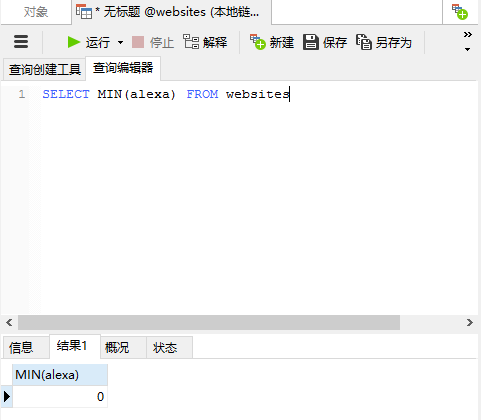 对象 * 无标题 @websites (本地链...
运行 停止 解释 新建 保存 另存为 »
查询创建工具 查询编辑器
1 SELECT MIN(alexa) FROM websites
信息 结果1 概况 状态
MIN(alexa)
0